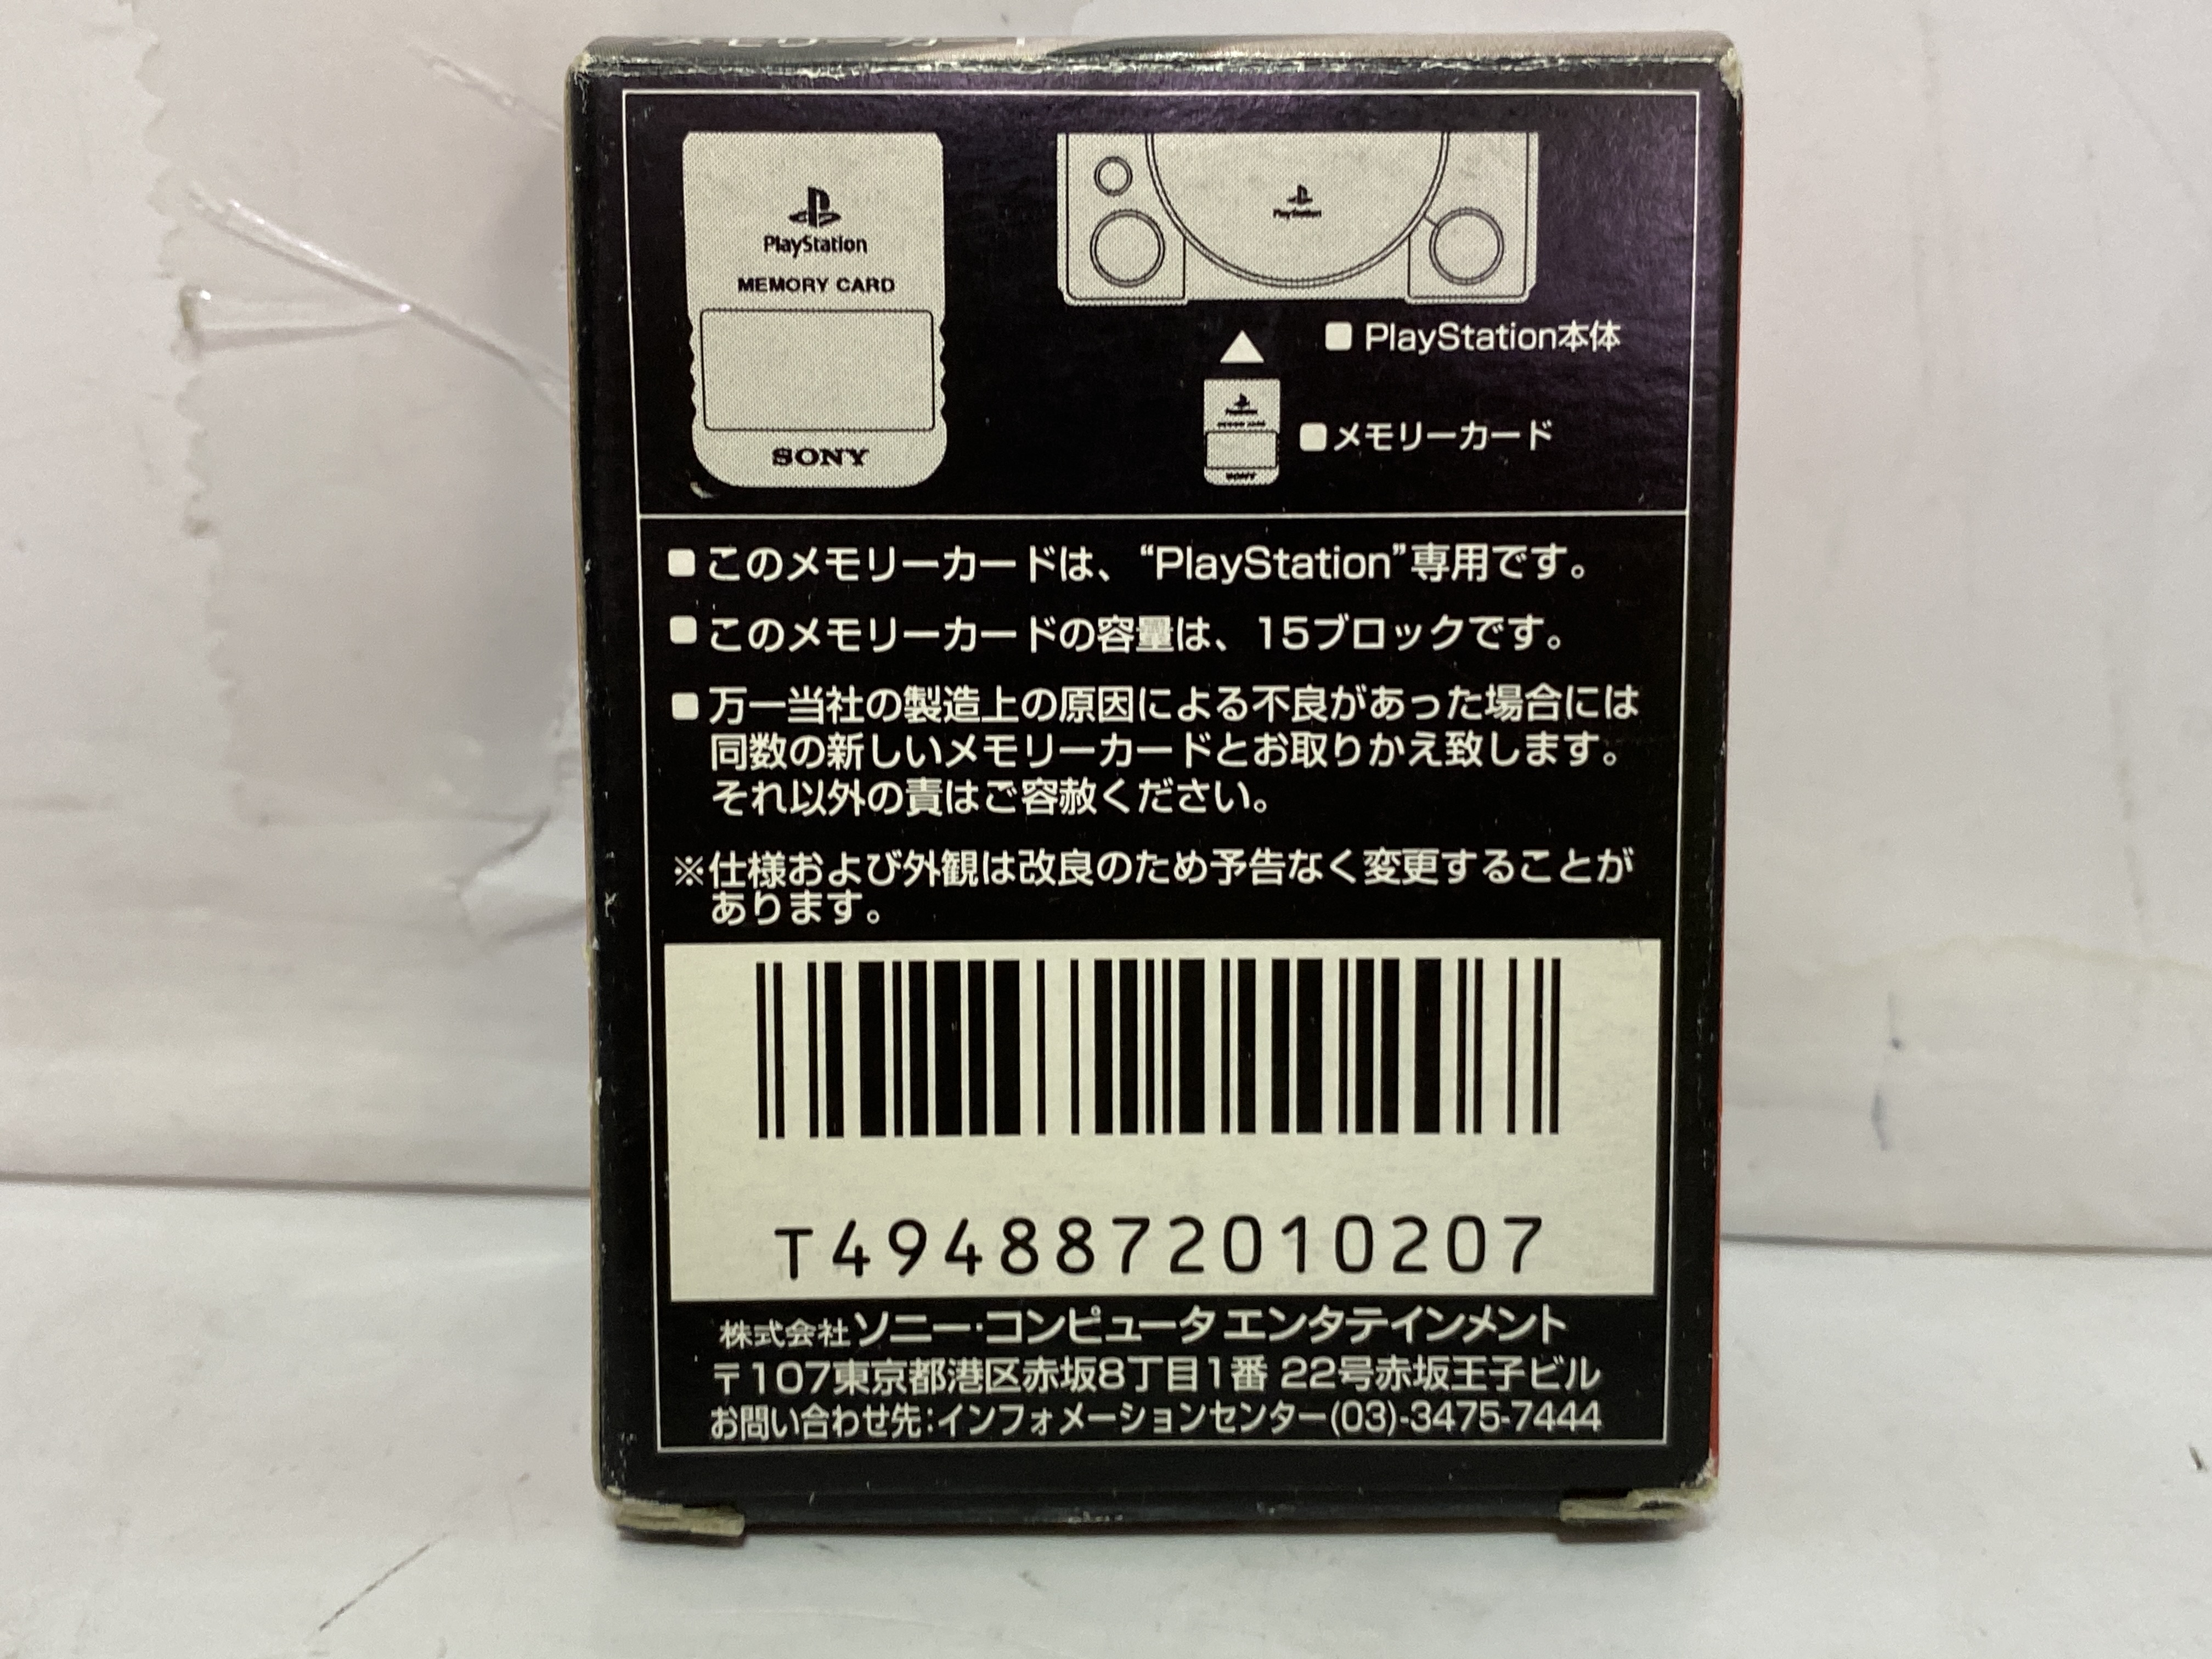 メモリーカード
PlayStation
MEMORY CARD
SONY
PlayStation
■ PlayStation本体
■メモリーカード
SONY
■このメモリーカードは、“PlayStation”専用です。
■このメモリーカードの容量は、15ブロックです。
■万一当社の製造上の原因による不良があった場合には
同数の新しいメモリーカードとお取りかえ致します。
それ以外の責はご容赦ください。
※仕様および外観は改良のため予告なく変更することが
あります。
T4948872010207
株式会社ソニー・コンピュータエンタテインメント
〒107東京都港区赤坂8丁目1番 22号赤坂王子ビル
お問い合わせ先:インフォメーションセンター(03)-3475-7444